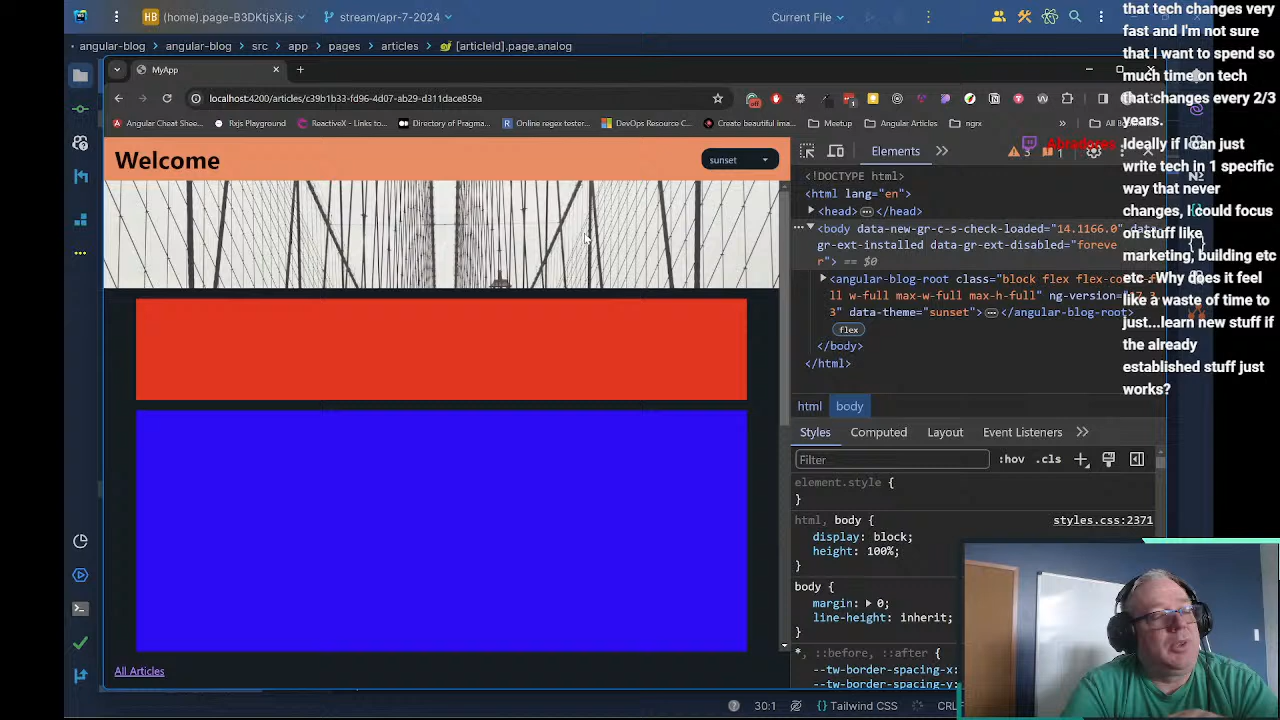 HB (home).page-B3DKtjsX.js
stream/apr-7-2024
Current File
angular-blog > angular-blog > src > app > pages > articles > [articleId].page.analog
MyApp
localhost:4200/articles/c39b1b33-fd96-4d07-ab29-d311daceb59a
Angular Cheat Shee...
Rxjs Playground
ReactiveX - Links to...
Directory of Pragma...
Online regex tester...
DevOps Resource C...
Create beautiful ima...
Meetup
Angular Articles
ngrx
All B
Welcome
sunset
Elements
3
1
<!DOCTYPE html>
<html lang="en">
<head> </head>
<body data-new-gr-c-s-check-loaded="14.1166.0" dat
gr-ext-installed data-gr-ext-disabled="foreve
r"> == $0
<angular-blog-root class="block flex flex-co
ll w-full max-w-full max-h-full" ng-version=
3" data-theme="sunset"> </angular-blog-root>
flex
</body>
</html>
html body
Styles Computed Layout Event Listeners
Filter
:hov .cls
element.style {
}
html, body {
styles.css:2371
display: block;
height: 100%;
}
body {
margin: 0;
line-height: inherit;
}
*, ::before, ::after {
--tw-border-spacing-x:
--tw-border-spacing-y:
All Articles
30:1
Tailwind CSS
CRL
that tech changes very
fast and I'm not sure
that I want to spend so
much time on tech
that changes every 2/3
years.
Abradores
Ideally if I can just
write tech in 1 specific
way that never
changes, I could focus
on stuff like
marketing, building etc
etc. Why does it feel
like a waste of time to
just...learn new stuff if
the already
established stuff just
works?